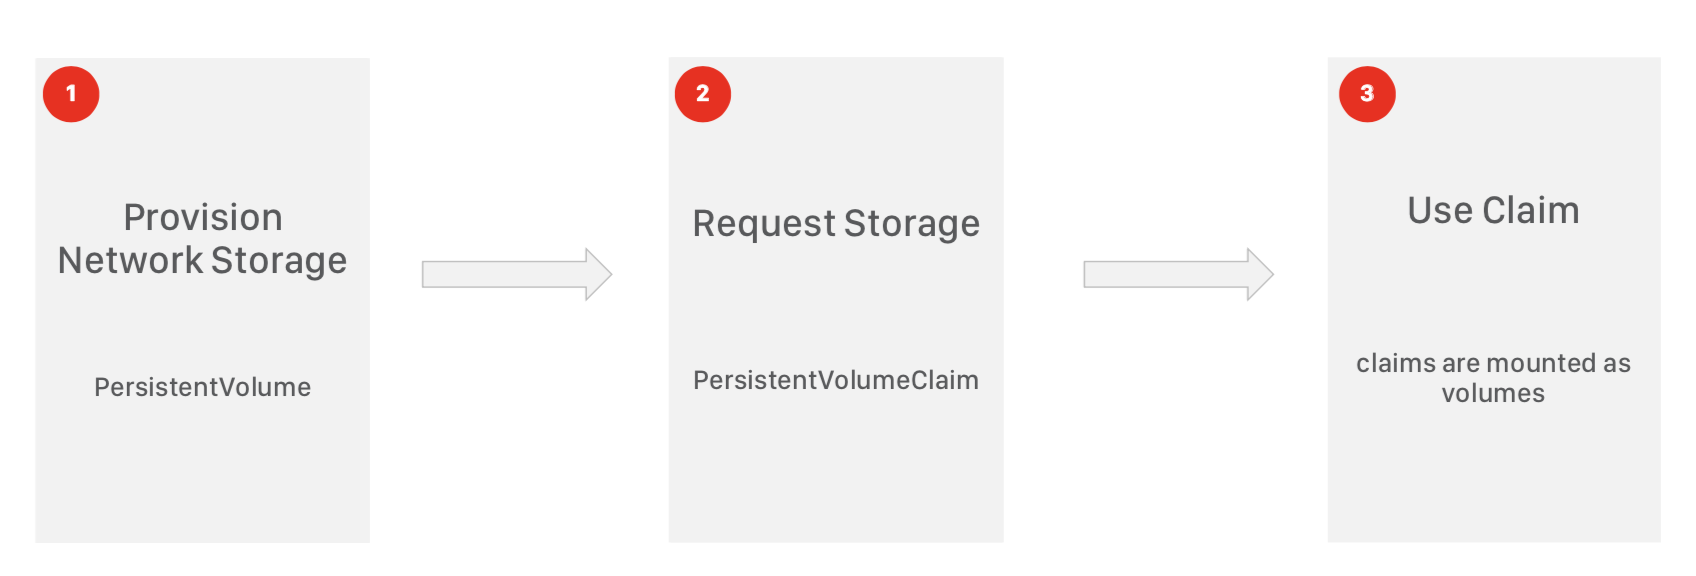 1
Provision
Network Storage
PersistentVolume
2
Request Storage
PersistentVolumeClaim
3
Use Claim
claims are mounted as
volumes